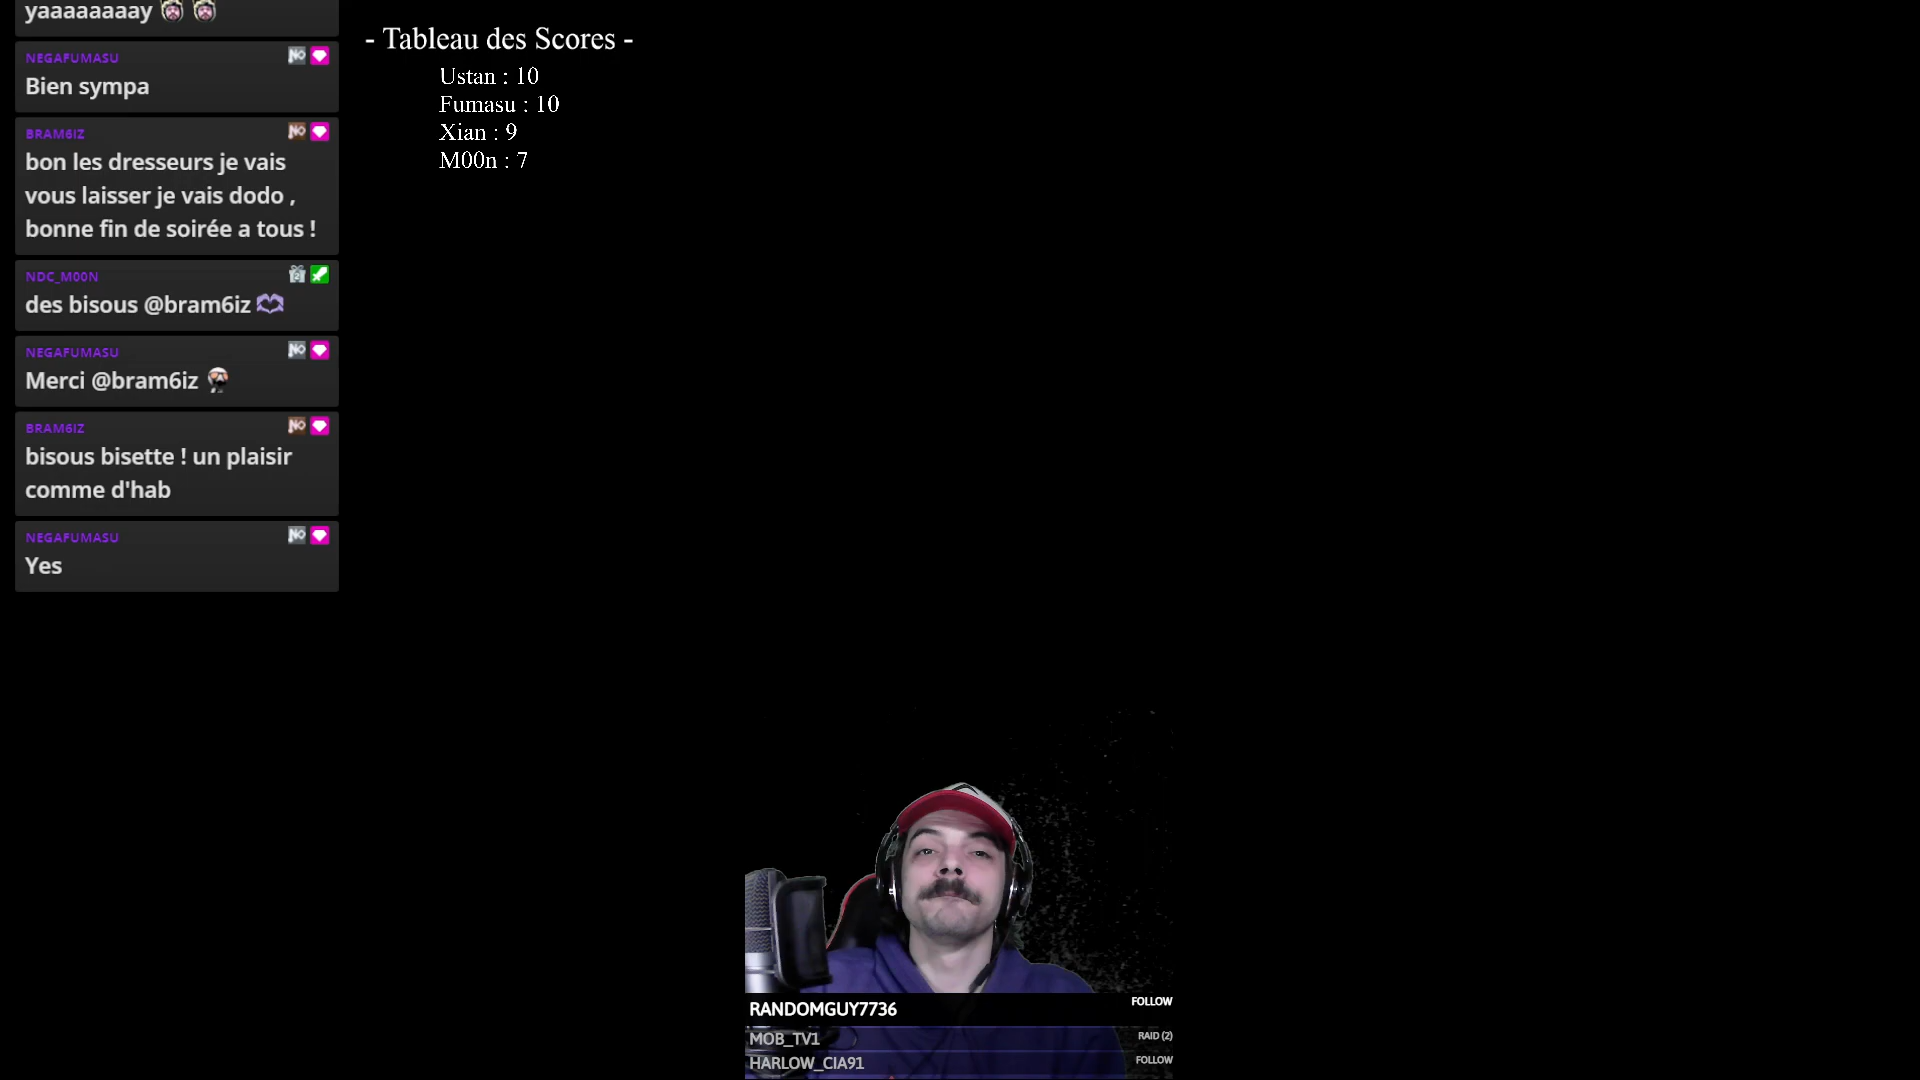 yaaaaaaaay
NEGAFUMASU
Bien sympa
BRAM6IZ
bon les dresseurs je vais
vous laisser je vais dodo ,
bonne fin de soirée a tous !
NDC_M00N
des bisous @bram6iz
NEGAFUMASU
Merci @bram6iz
BRAM6IZ
bisous bisette ! un plaisir
comme d'hab
NEGAFUMASU
Yes
- Tableau des Scores -
Ustan : 10
Fumasu : 10
Xian : 9
M00n : 7
RANDOMGUY7736 FOLLOW
MOB_TV1 RAID (2)
HARLOW_CIA91 FOLLOW